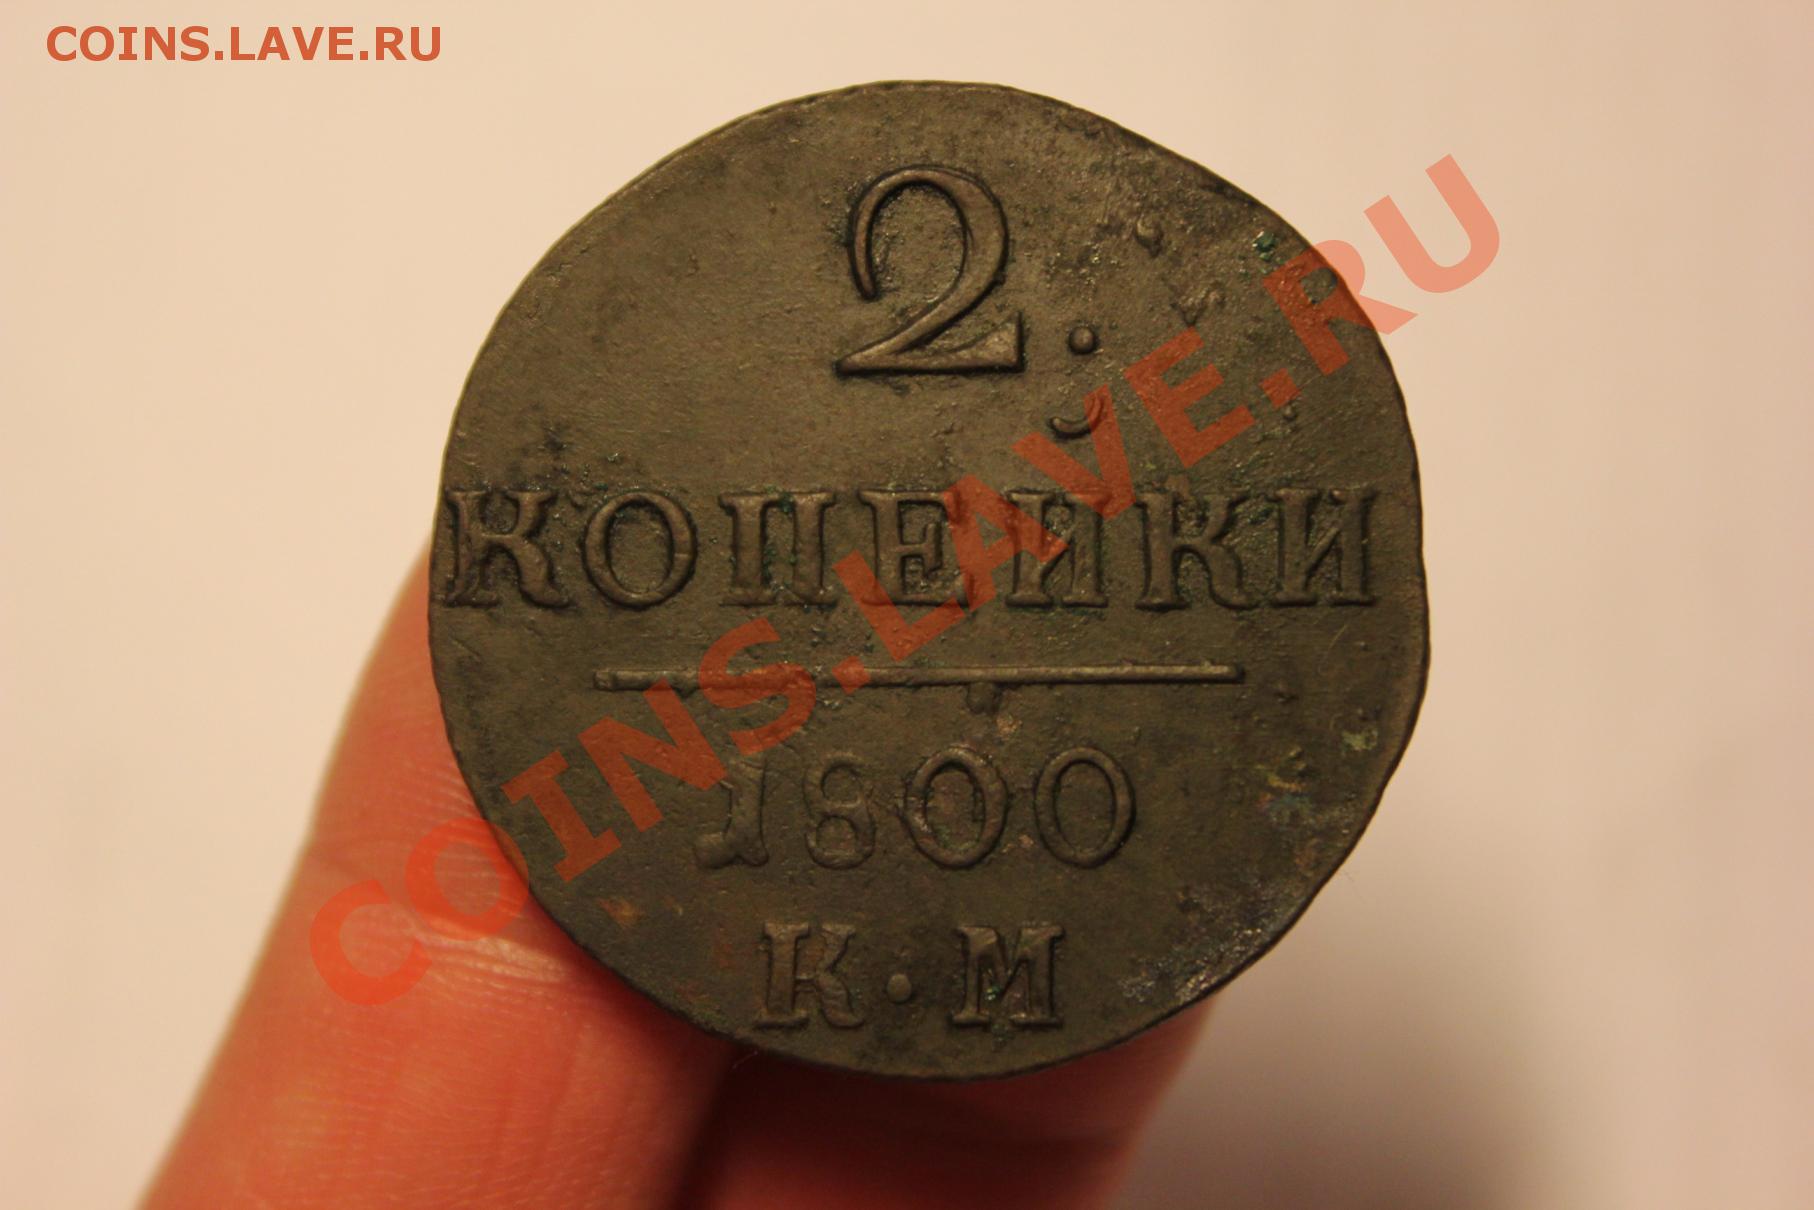 COINS.LAVE.RU
2.
КОПЕЙКИ
1800
К·М
COINS.LAVE.RU